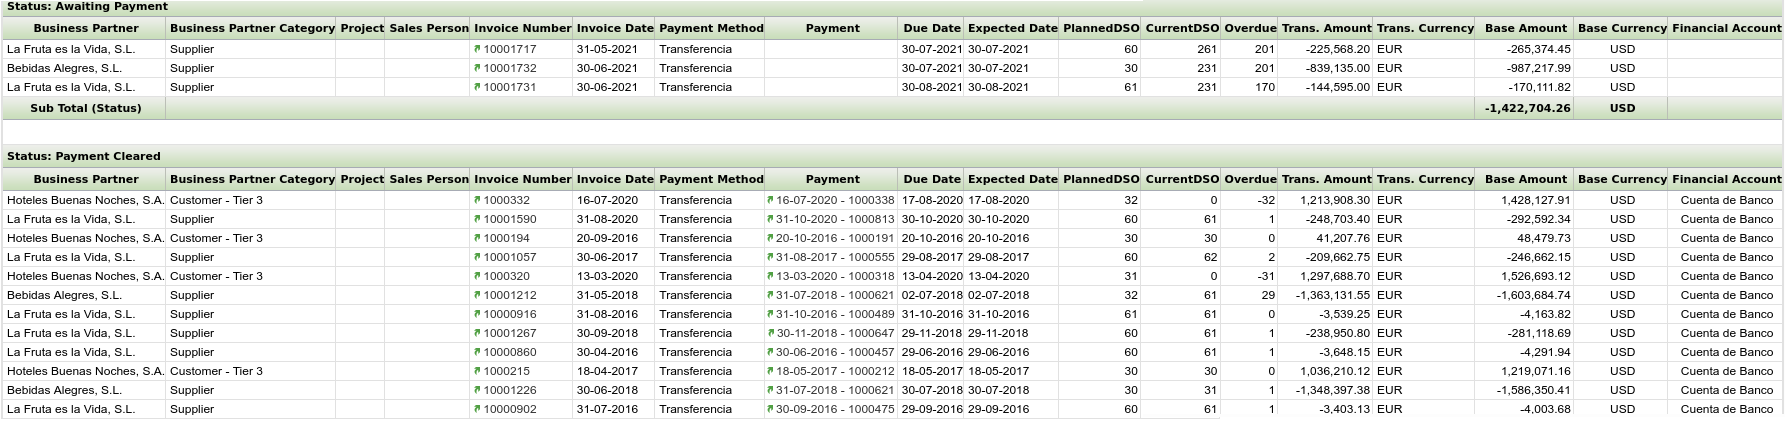 Status: Awaiting Payment
Business Partner Business Partner Category Project Sales Person Invoice Number Invoice Date Payment Method Payment Due Date Expected Date PlannedDSO CurrentDSO Overdue Trans. Amount Trans. Currency Base Amount Base Currency Financial Account
La Fruta es la Vida, S.L. Supplier 10001717 31-05-2021 Transferencia 30-07-2021 30-07-2021 60 261 201 -225,568.20 EUR -265,374.45 USD
Bebidas Alegres, S.L. Supplier 10001732 30-06-2021 Transferencia 30-07-2021 30-07-2021 30 231 201 -839,135.00 EUR -987,217.99 USD
La Fruta es la Vida, S.L. Supplier 10001731 30-06-2021 Transferencia 30-08-2021 30-08-2021 61 231 170 -144,595.00 EUR -170,111.82 USD
Sub Total (Status) -1,422,704.26 USD
Status: Payment Cleared
Business Partner Business Partner Category Project Sales Person Invoice Number Invoice Date Payment Method Payment Due Date Expected Date PlannedDSO CurrentDSO Overdue Trans. Amount Trans. Currency Base Amount Base Currency Financial Account
Hoteles Buenas Noches, S.A. Customer - Tier 3 1000332 16-07-2020 Transferencia 16-07-2020 - 1000338 17-08-2020 17-08-2020 32 0 -32 1,213,908.30 EUR 1,428,127.91 USD Cuenta de Banco
La Fruta es la Vida, S.L. Supplier 10001590 31-08-2020 Transferencia 31-10-2020 - 1000813 30-10-2020 30-10-2020 60 61 1 -248,703.40 EUR -292,592.34 USD Cuenta de Banco
Hoteles Buenas Noches, S.A. Customer - Tier 3 1000194 20-09-2016 Transferencia 20-10-2016 - 1000191 20-10-2016 20-10-2016 30 30 0 41,207.76 EUR 48,479.73 USD Cuenta de Banco
La Fruta es la Vida, S.L. Supplier 10001057 30-06-2017 Transferencia 31-08-2017 - 1000555 29-08-2017 29-08-2017 60 62 2 -209,662.75 EUR -246,662.15 USD Cuenta de Banco
Hoteles Buenas Noches, S.A. Customer - Tier 3 1000320 13-03-2020 Transferencia 13-03-2020 - 1000318 13-04-2020 13-04-2020 31 0 -31 1,297,688.70 EUR 1,526,693.12 USD Cuenta de Banco
Bebidas Alegres, S.L. Supplier 10001212 31-05-2018 Transferencia 31-07-2018 - 1000621 02-07-2018 02-07-2018 32 61 29 -1,363,131.55 EUR -1,603,684.74 USD Cuenta de Banco
La Fruta es la Vida, S.L. Supplier 10000916 31-08-2016 Transferencia 31-10-2016 - 1000489 31-10-2016 31-10-2016 61 61 0 -3,539.25 EUR -4,163.82 USD Cuenta de Banco
La Fruta es la Vida, S.L. Supplier 10001267 30-09-2018 Transferencia 30-11-2018 - 1000647 29-11-2018 29-11-2018 60 61 1 -238,950.80 EUR -281,118.69 USD Cuenta de Banco
La Fruta es la Vida, S.L. Supplier 10000860 30-04-2016 Transferencia 30-06-2016 - 1000457 29-06-2016 29-06-2016 60 61 1 -3,648.15 EUR -4,291.94 USD Cuenta de Banco
Hoteles Buenas Noches, S.A. Customer - Tier 3 1000215 18-04-2017 Transferencia 18-05-2017 - 1000212 18-05-2017 18-05-2017 30 30 0 1,036,210.12 EUR 1,219,071.16 USD Cuenta de Banco
Bebidas Alegres, S.L. Supplier 10001226 30-06-2018 Transferencia 31-07-2018 - 1000621 30-07-2018 30-07-2018 30 31 1 -1,348,397.38 EUR -1,586,350.41 USD Cuenta de Banco
La Fruta es la Vida, S.L. Supplier 10000902 31-07-2016 Transferencia 30-09-2016 - 1000475 29-09-2016 29-09-2016 60 61 1 -3,403.13 EUR -4,003.68 USD Cuenta de Banco